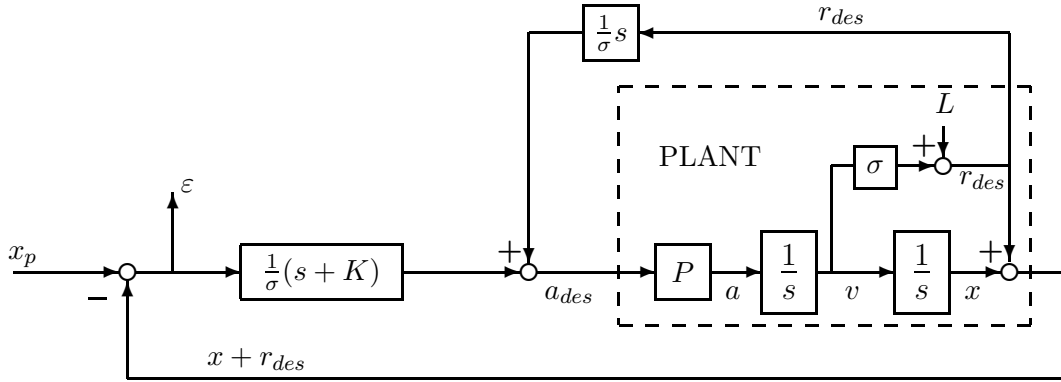 r_des
1/σ s
L
+
PLANT
σ
r_des
ε
x_p
1/σ (s + K)
+
+
P
1/s
1/s
−
a_des
a
v
x
x + r_des